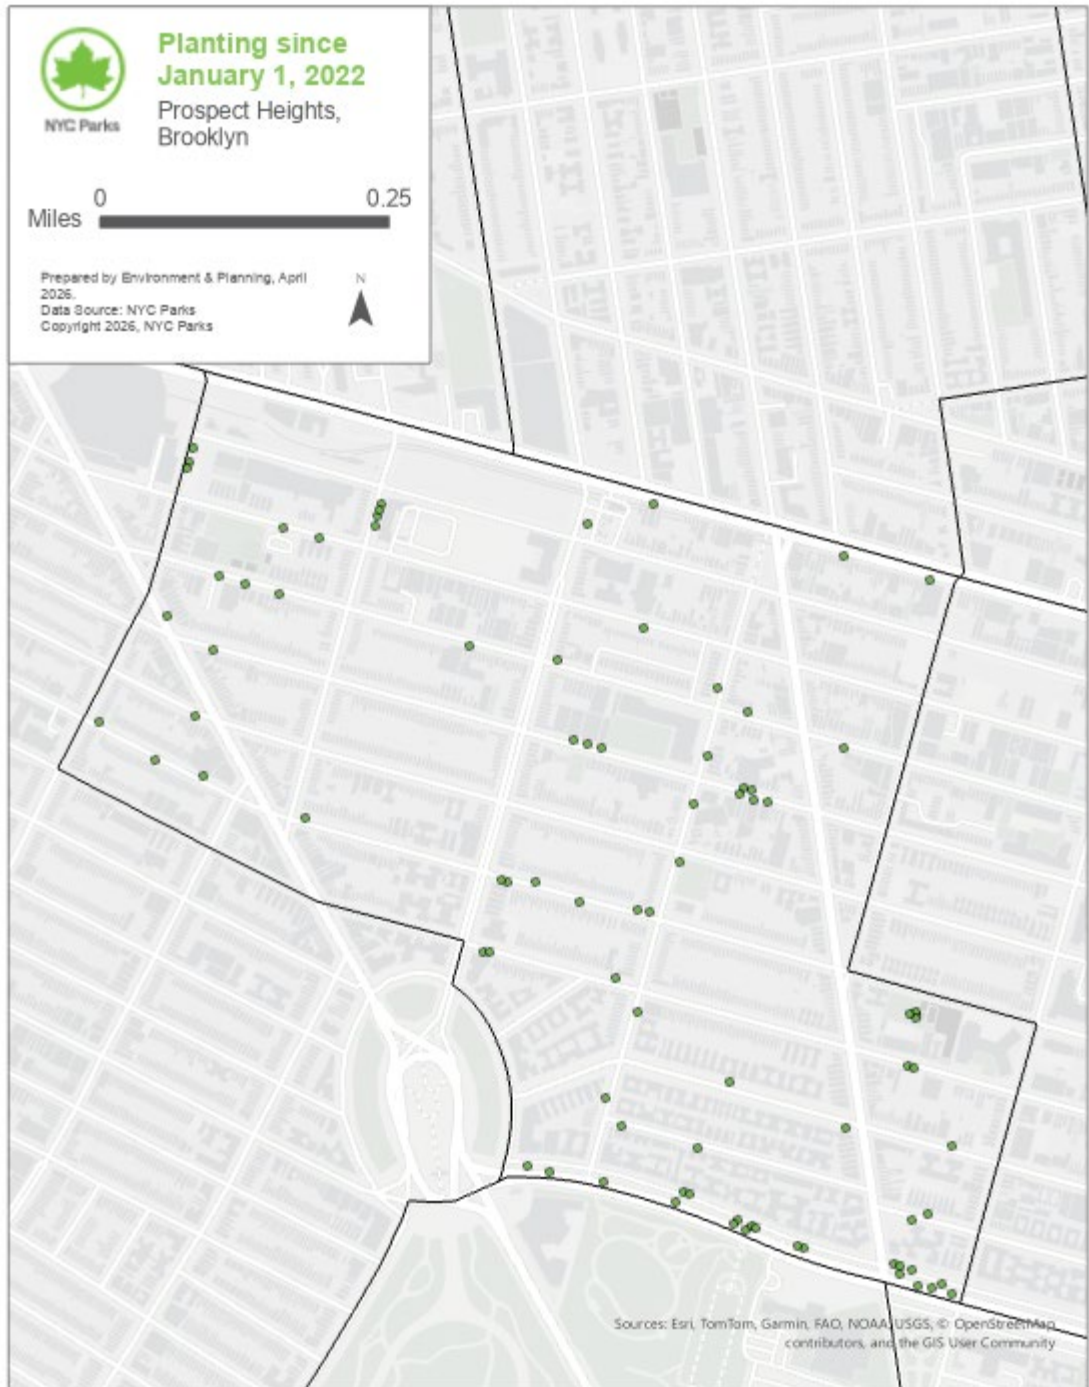 Planting since
January 1, 2022
Prospect Heights,
Brooklyn
NYC Parks
0 0.25
Miles
Prepared by Environment & Planning, April
2026.
Data Source: NYC Parks
Copyright 2026, NYC Parks
N
Sources: Esri, TomTom, Garmin, FAO, NOAA, USGS, © OpenStreetMap
contributors, and the GIS User Community